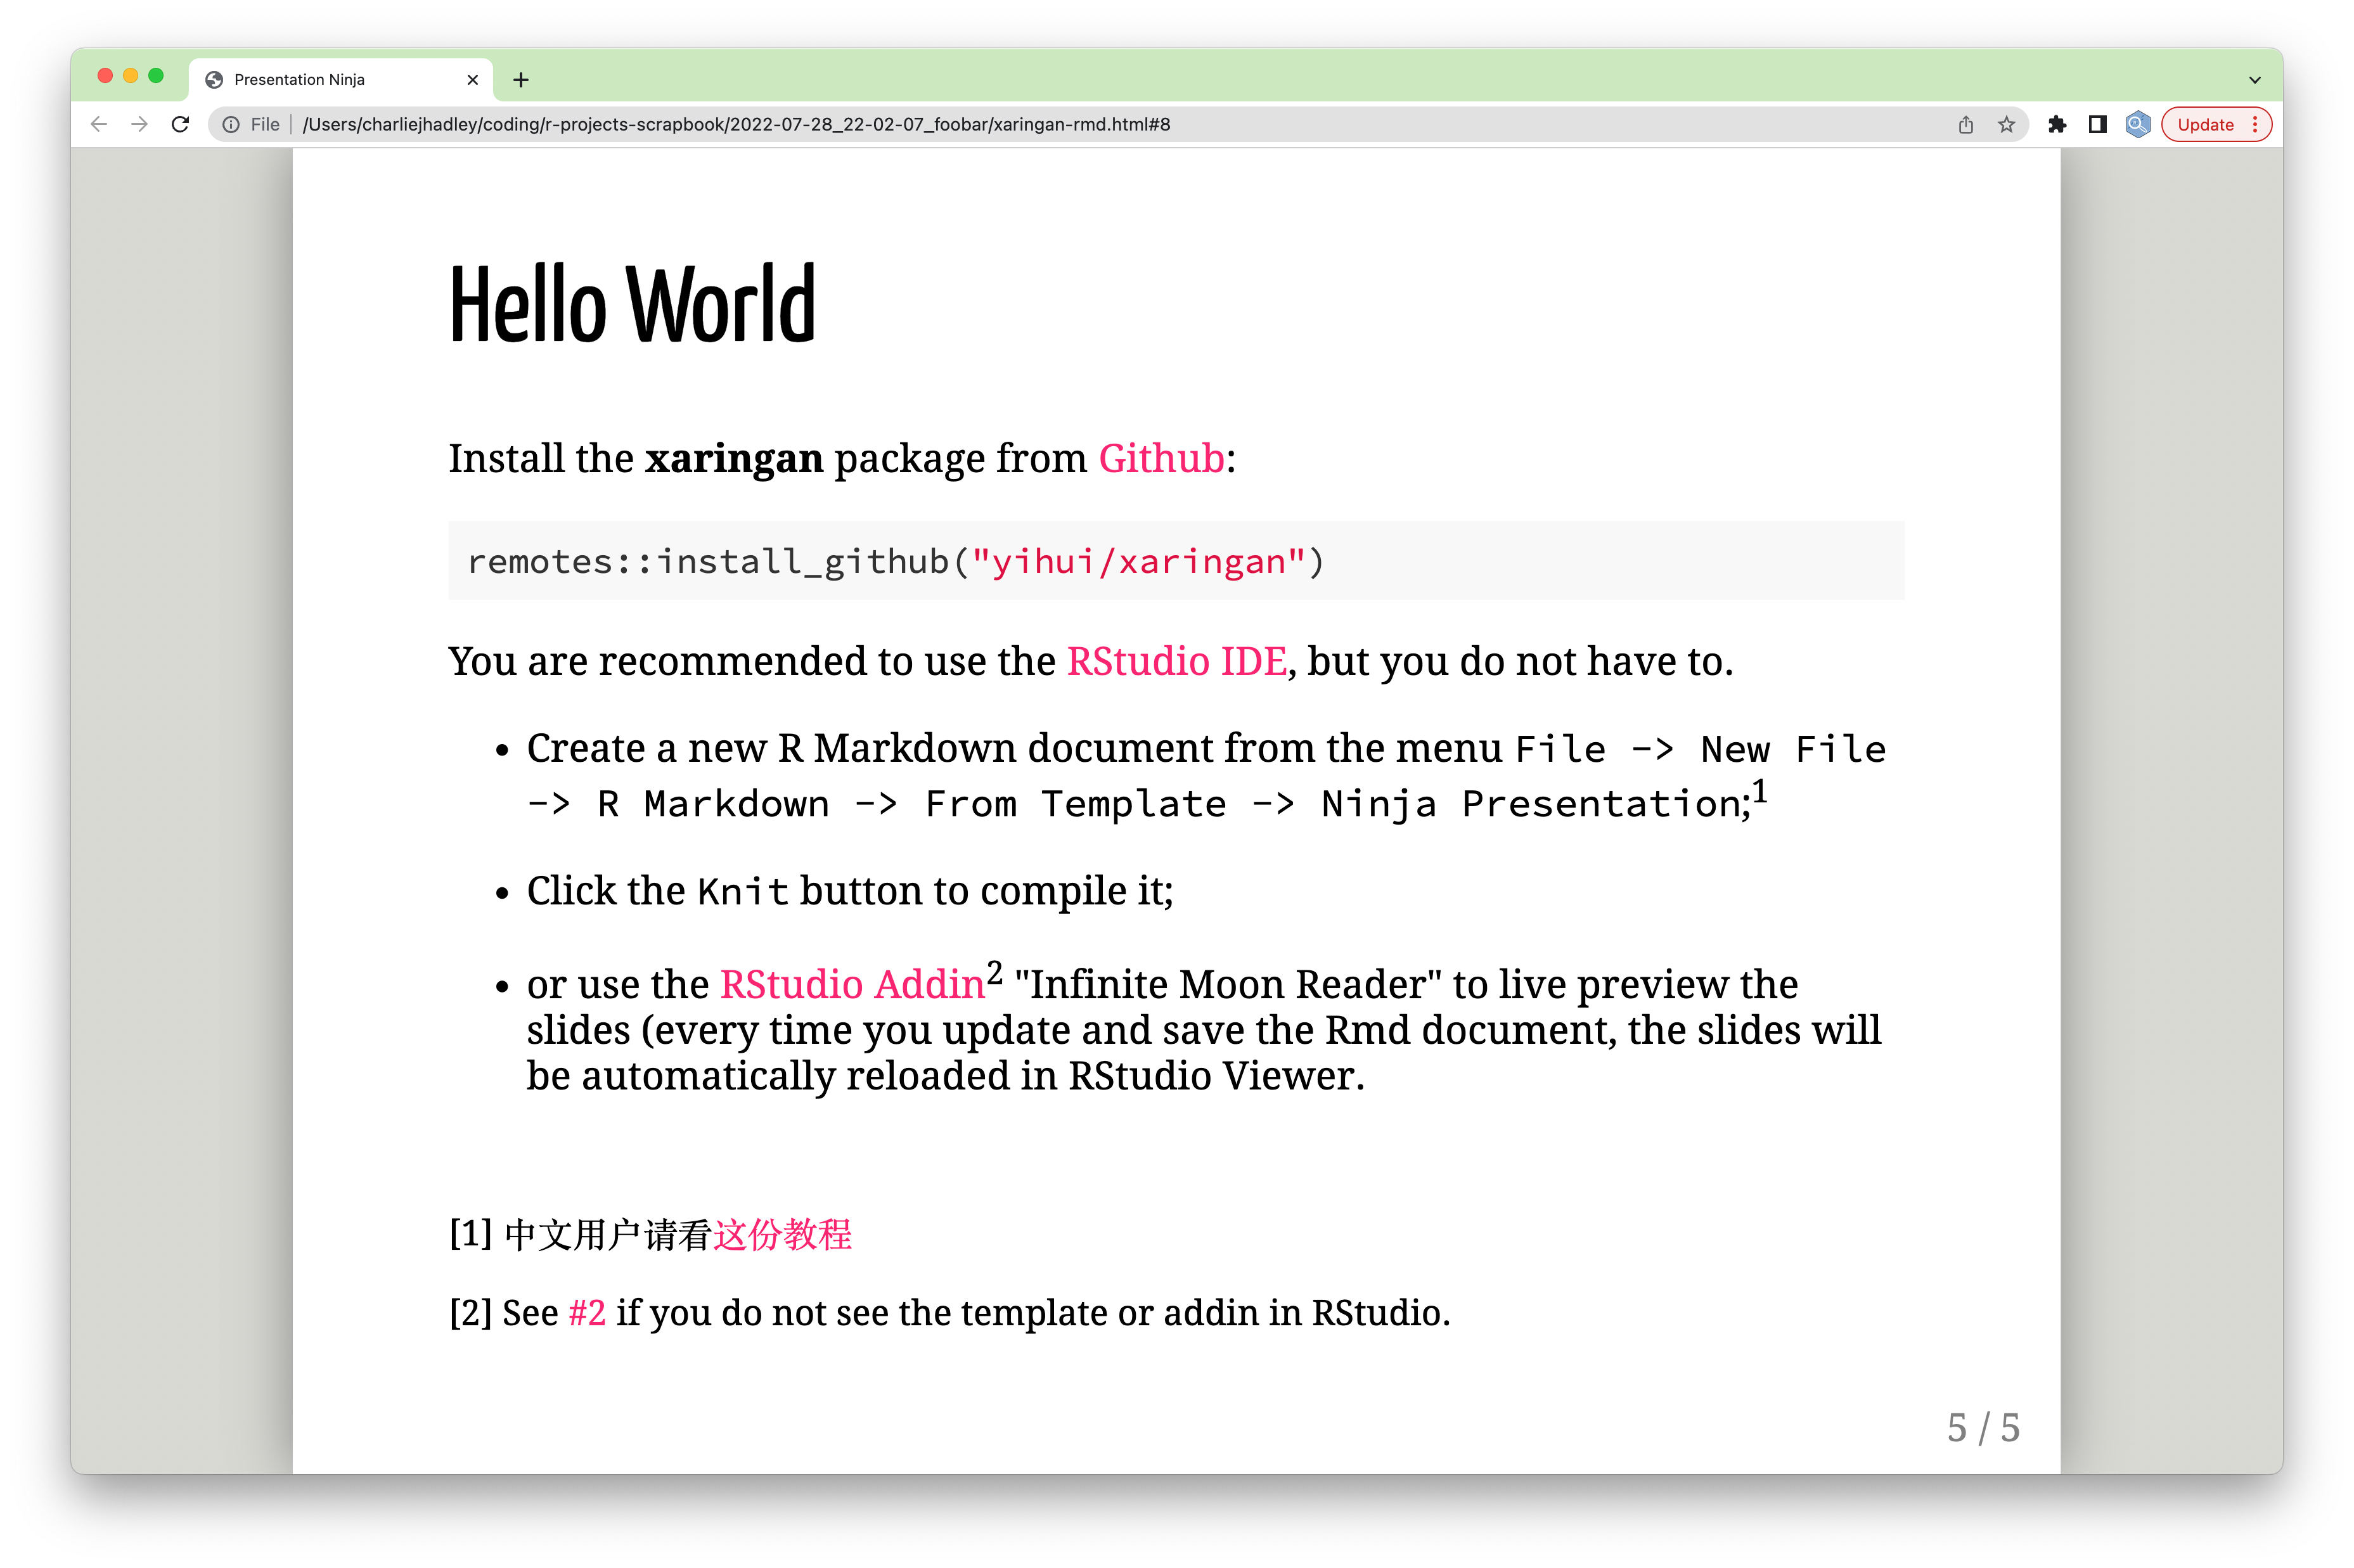 Presentation Ninja
File /Users/charliejhadley/coding/r-projects-scrapbook/2022-07-28_22-02-07_foobar/xaringan-rmd.html#8
Update
Hello World
Install the xaringan package from Github:
remotes::install_github("yihui/xaringan")
You are recommended to use the RStudio IDE, but you do not have to.
• Create a new R Markdown document from the menu File -> New File
-> R Markdown -> From Template -> Ninja Presentation;1
• Click the Knit button to compile it;
• or use the RStudio Addin2 "Infinite Moon Reader" to live preview the
slides (every time you update and save the Rmd document, the slides will
be automatically reloaded in RStudio Viewer.
[1] 中文用户请看这份教程
[2] See #2 if you do not see the template or addin in RStudio.
5 / 5